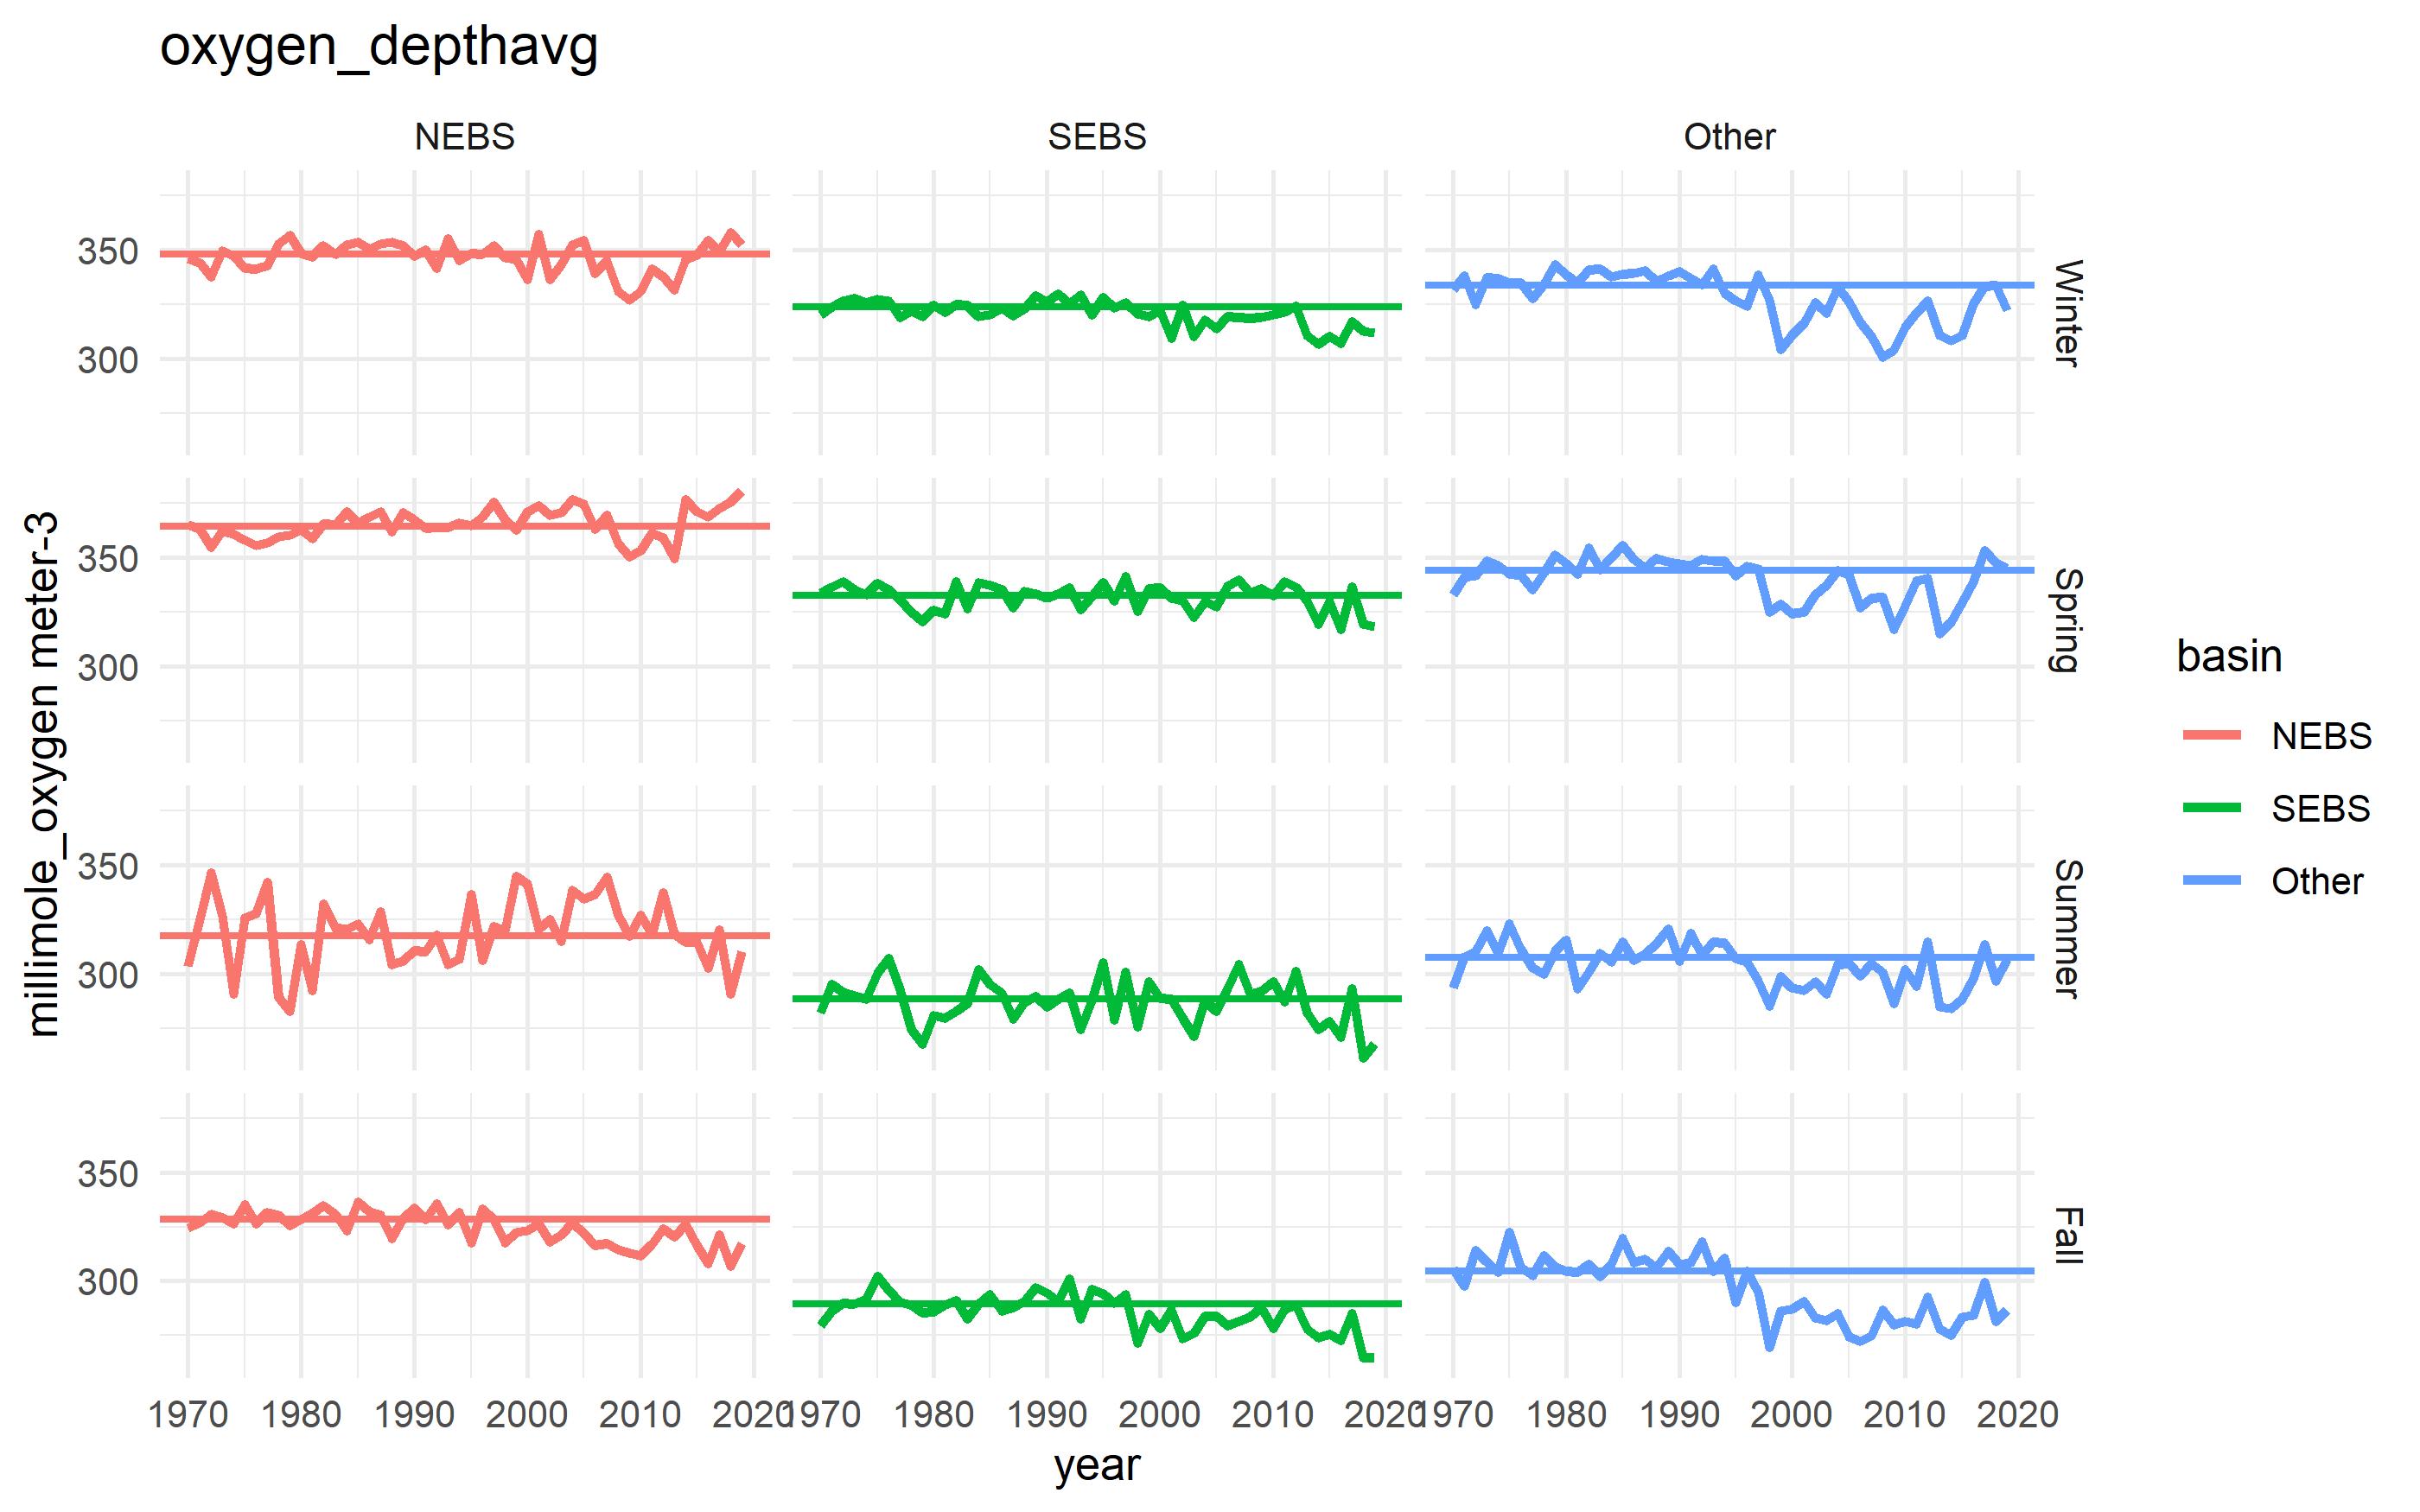 oxygen_depthavg
NEBS
SEBS
Other
350
300
Winter
350
300
Spring
350
300
Summer
350
300
Fall
millimole_oxygen meter-3
1970 1980 1990 2000 2010 2020
1970 1980 1990 2000 2010 2020
1970 1980 1990 2000 2010 2020
year
basin
NEBS
SEBS
Other